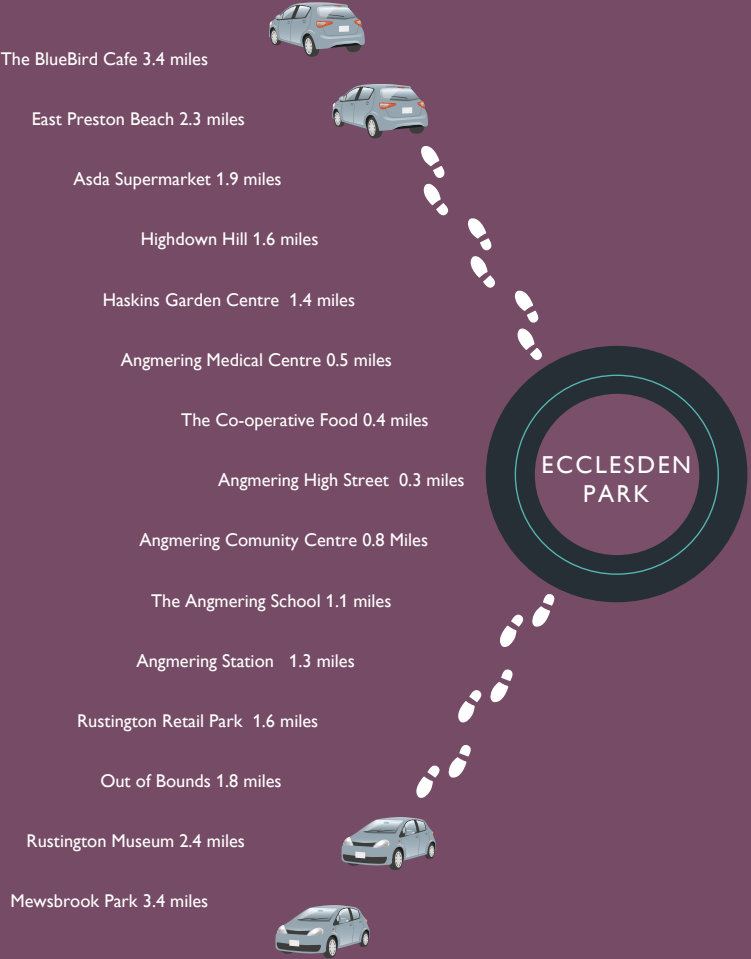 The BlueBird Cafe 3.4 miles
East Preston Beach 2.3 miles
Asda Supermarket 1.9 miles
Highdown Hill 1.6 miles
Haskins Garden Centre  1.4 miles
Angmering Medical Centre 0.5 miles
The Co-operative Food 0.4 miles
Angmering High Street  0.3 miles
ECCLESDEN
PARK
Angmering Comunity Centre 0.8 Miles
The Angmering School 1.1 miles
Angmering Station   1.3 miles
Rustington Retail Park  1.6 miles
Out of Bounds 1.8 miles
Rustington Museum 2.4 miles
Mewsbrook Park 3.4 miles